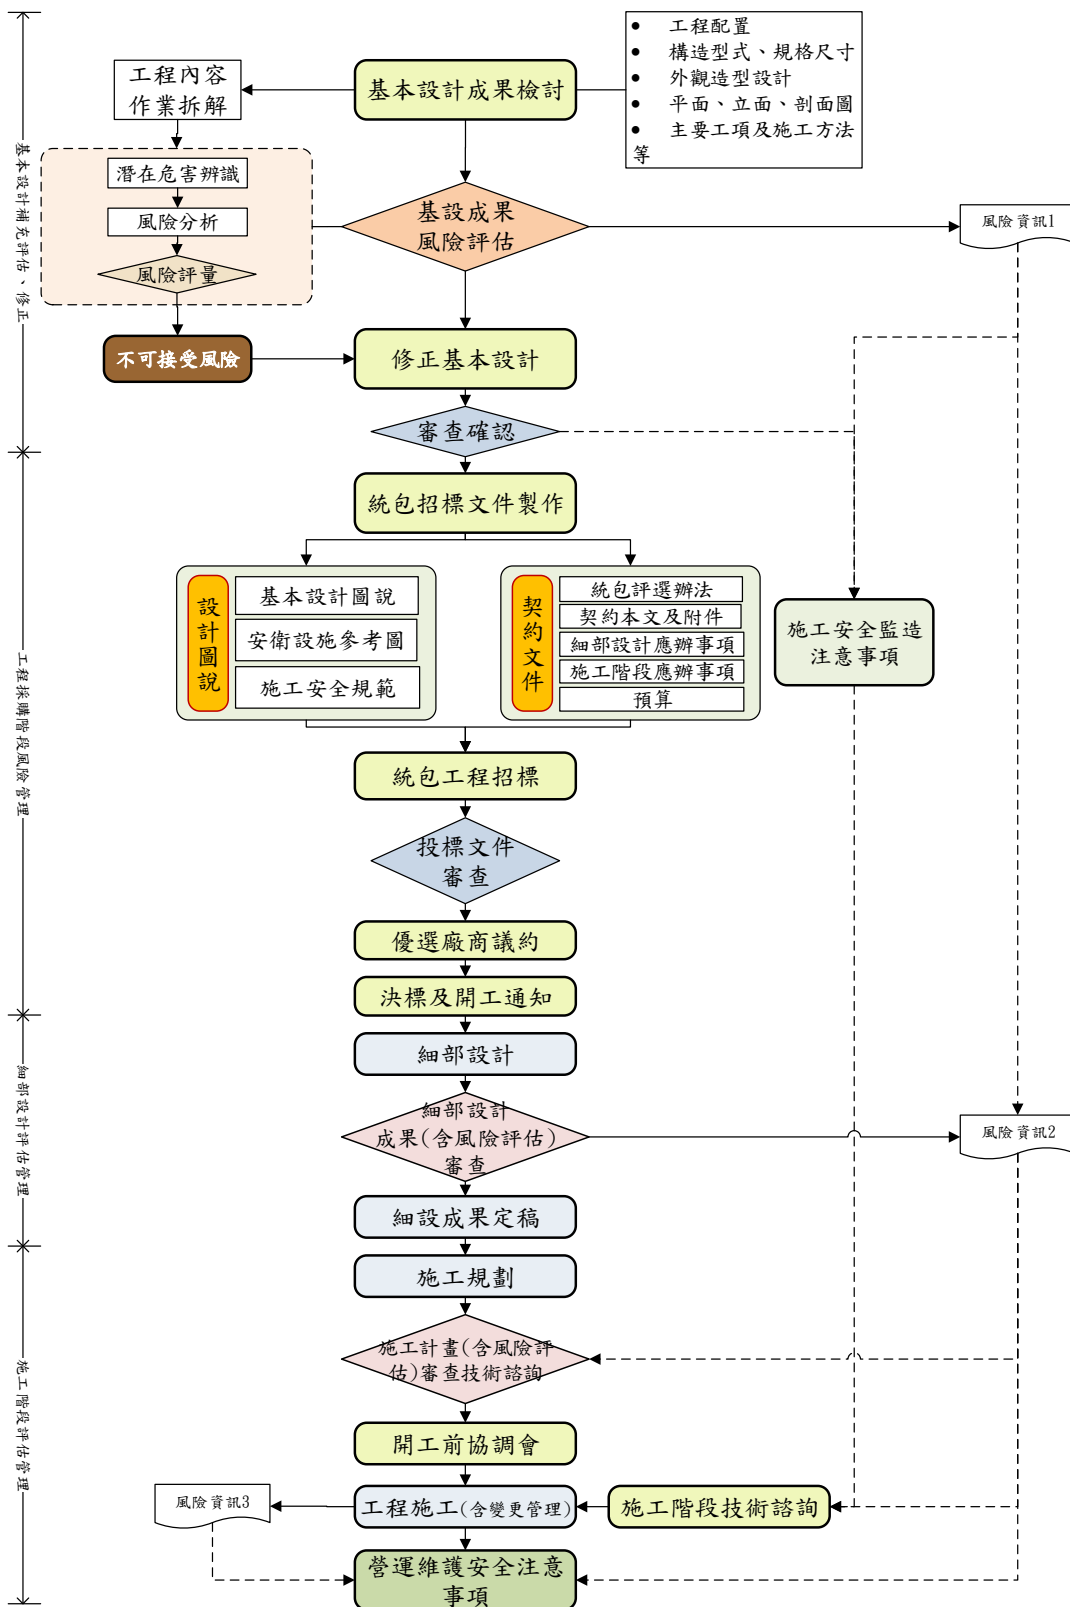 基本設計補充評估、修正
工程採購階段風險管理
細部設計評估管理
施工階段評估管理
工程內容
作業拆解
基本設計成果檢討
● 工程配置
● 構造型式、規格尺寸
● 外觀造型設計
● 平面、立面、剖面圖
● 主要工項及施工方法
等
潛在危害辨識
風險分析
風險評量
基設成果
風險評估
風險資訊1
不可接受風險
修正基本設計
審查確認
統包招標文件製作
設計圖說
基本設計圖說
安衛設施參考圖
施工安全規範
契約文件
統包評選辦法
契約本文及附件
細部設計應辦事項
施工階段應辦事項
預算
施工安全監造
注意事項
統包工程招標
投標文件
審查
優選廠商議約
決標及開工通知
細部設計
細部設計
成果(含風險評估)
審查
風險資訊2
細設成果定稿
施工規劃
施工計畫(含風險評
估)審查技術諮詢
開工前協調會
風險資訊3
工程施工(含變更管理)
施工階段技術諮詢
營運維護安全注意
事項